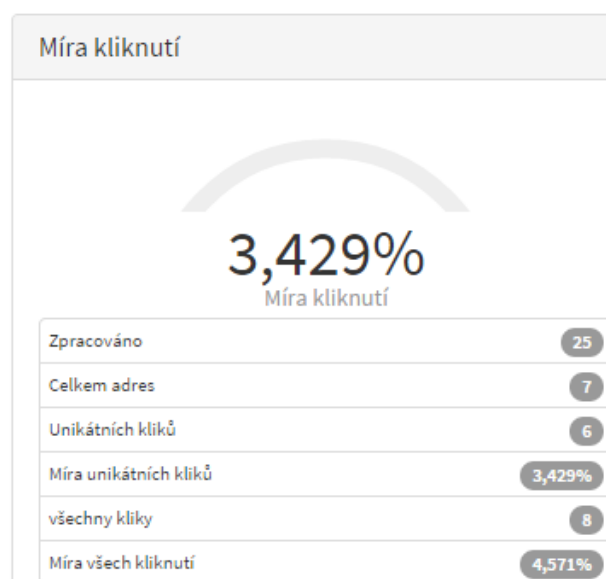 Míra kliknutí
3,429%
Míra kliknutí
Zpracováno 25
Celkem adres 7
Unikátních kliků 6
Míra unikátních kliků 3,429%
všechny kliky 8
Míra všech kliknutí 4,571%